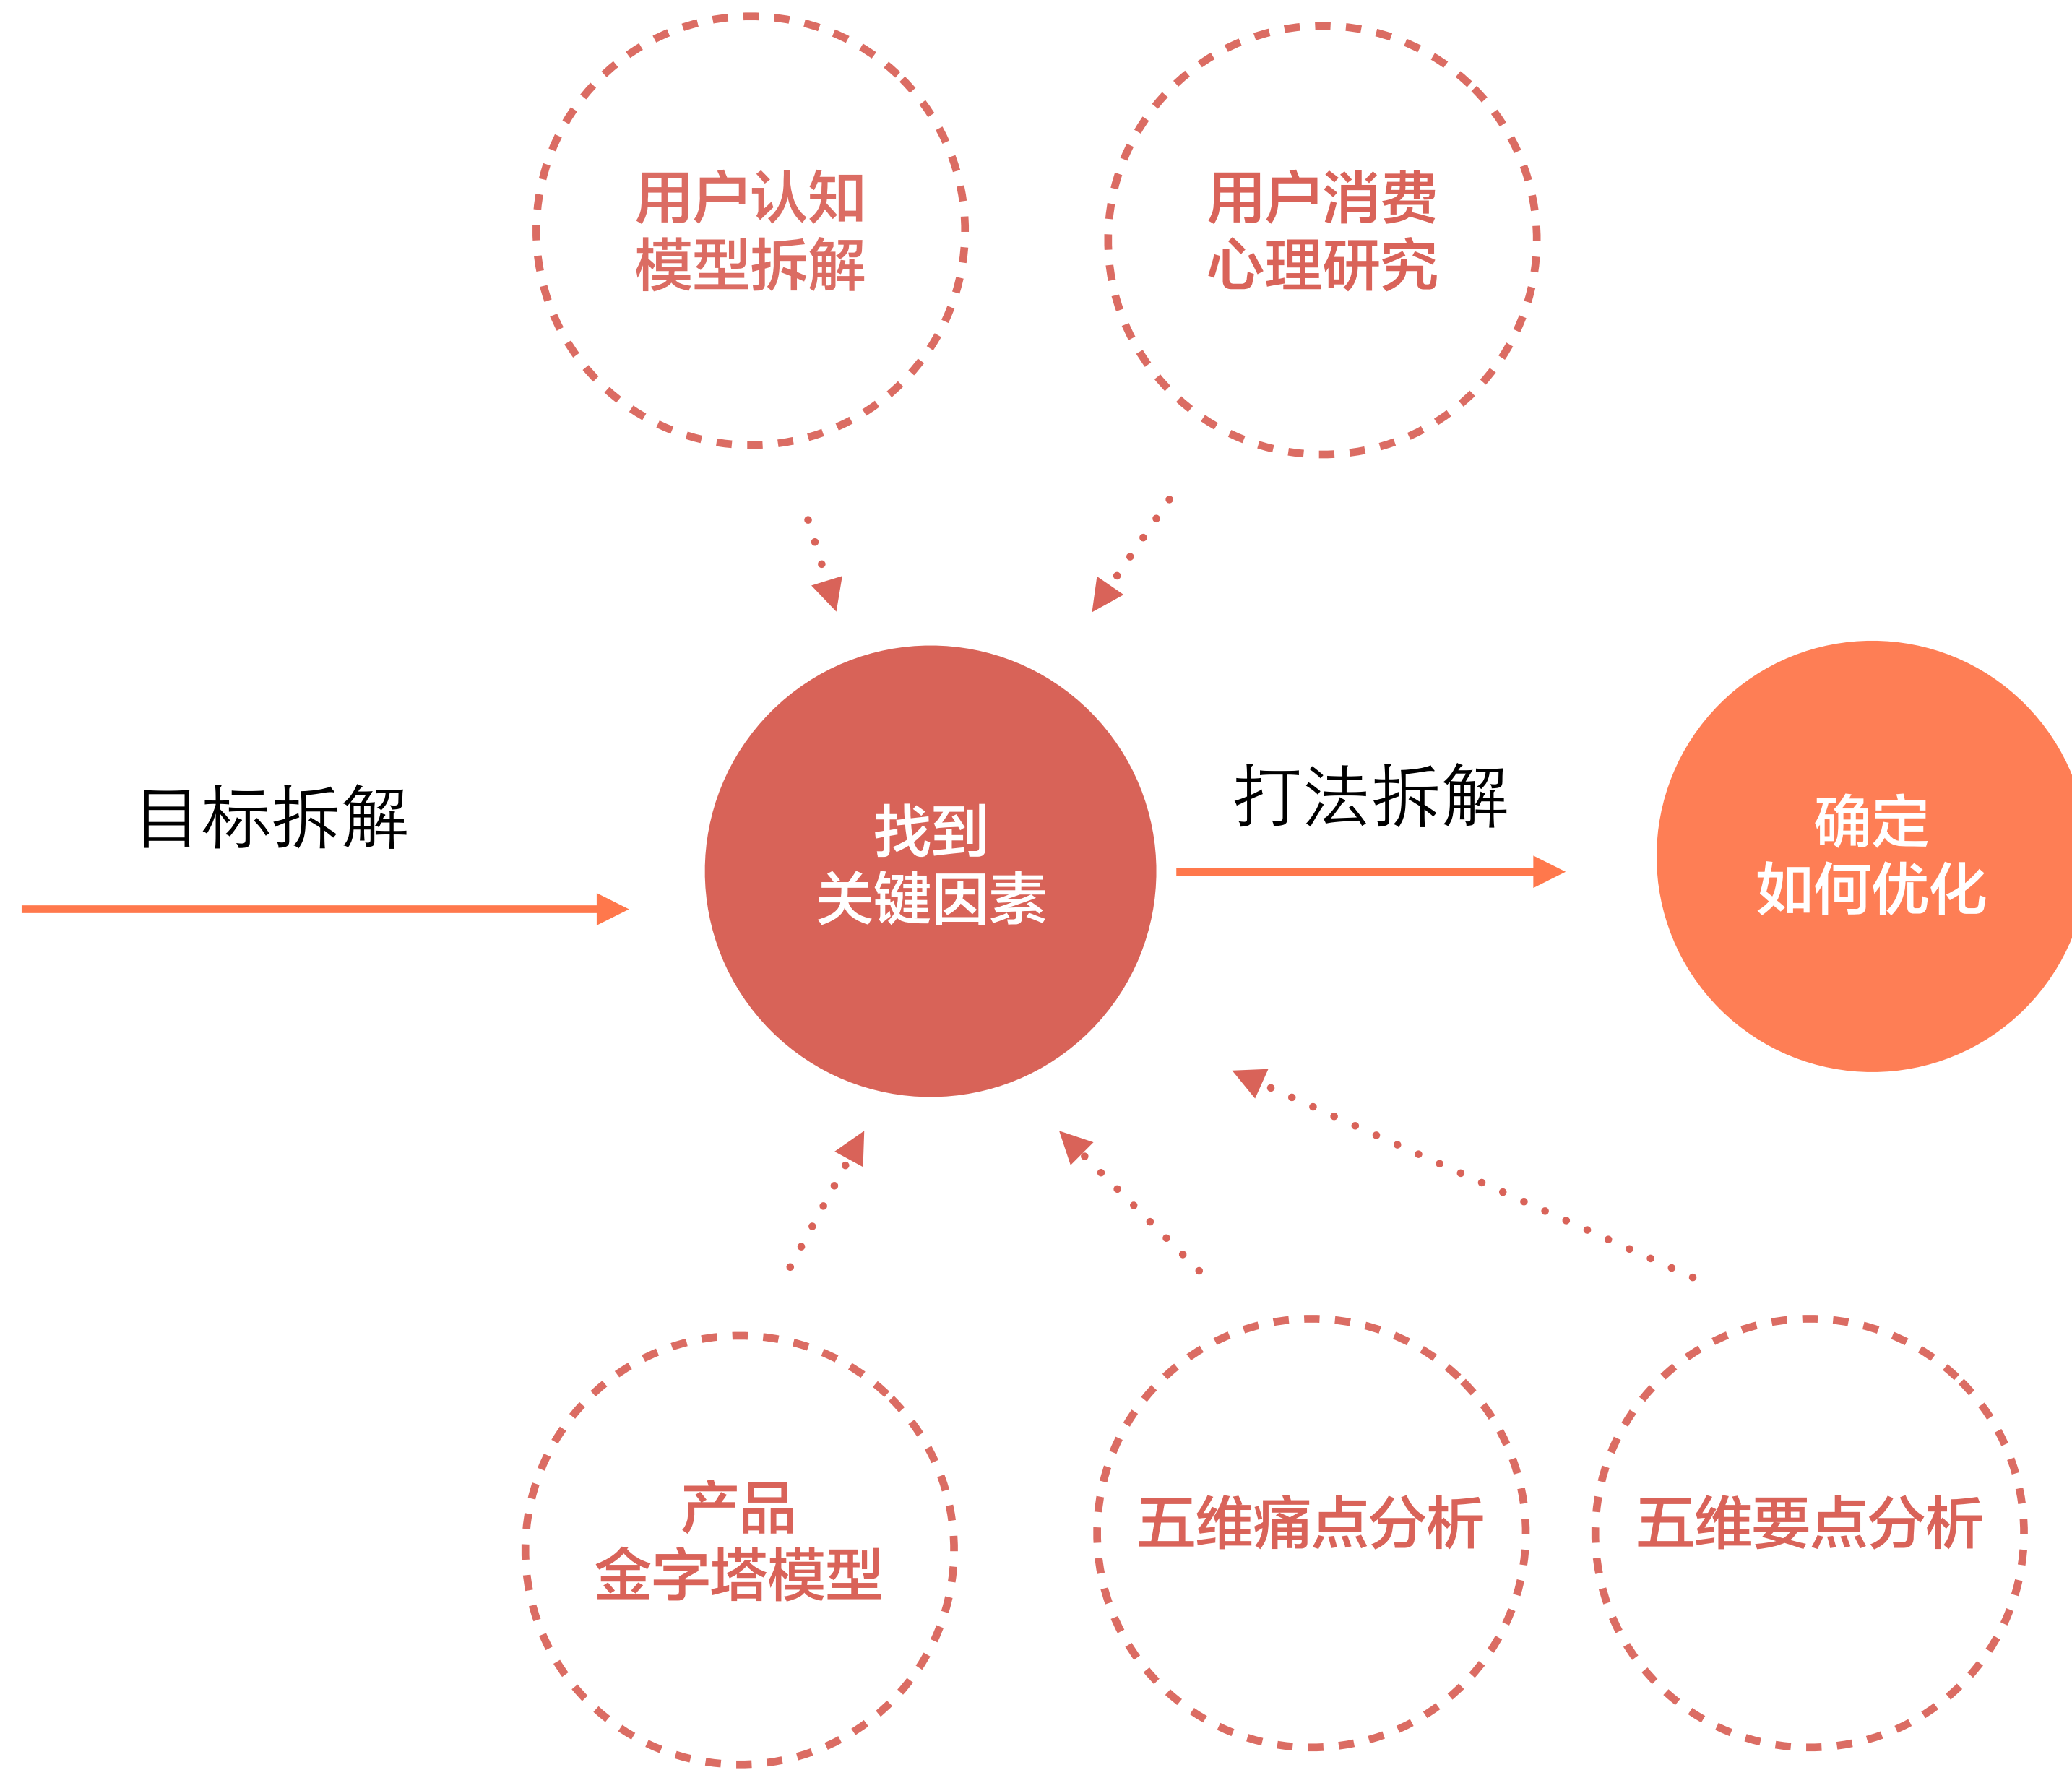 用户认知
模型拆解
用户消费
心理研究
目标拆解
找到
关键因素
打法拆解
确定
如何优化
产品
金字塔模型
五维痛点分析
五维爽点分析